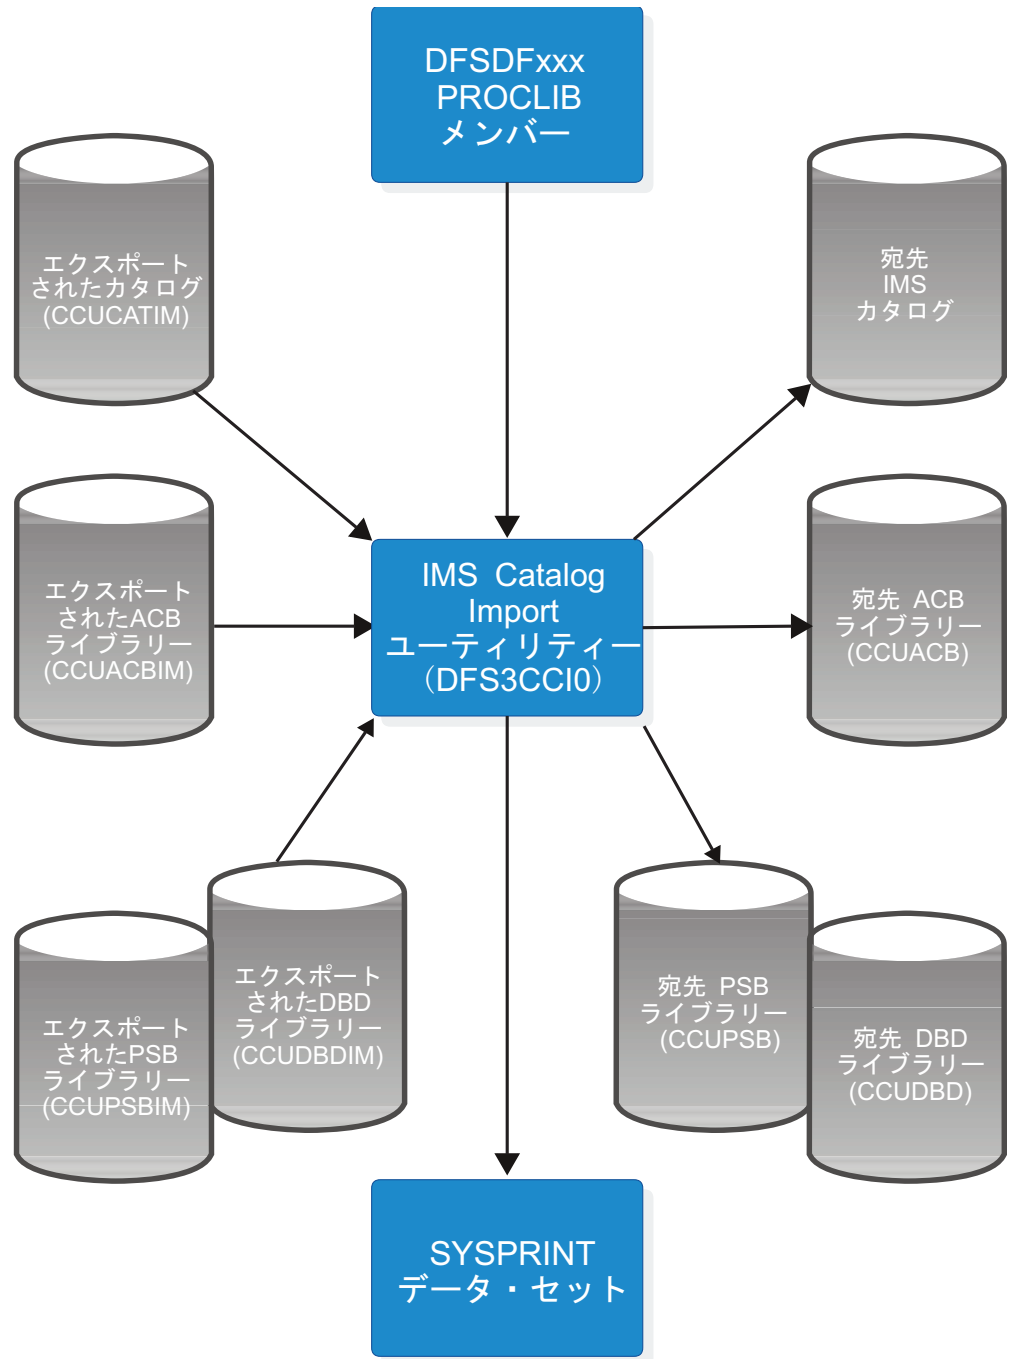 DFSDFxxx
PROCLIB
メンバー
エクスポート
されたカタログ
(CCUCATIM)
宛先
IMS
カタログ
エクスポート
されたACB
ライブラリー
(CCUACBIM)
IMS Catalog
Import
ユーティリティー
（DFS3CCI0）
宛先 ACB
ライブラリー
(CCUACB)
エクスポート
されたPSB
ライブラリー
(CCUPSBIM)
エクスポート
されたDBD
ライブラリー
(CCUDBDIM)
宛先 PSB
ライブラリー
(CCUPSB)
宛先 DBD
ライブラリー
(CCUDBD)
SYSPRINT
データ・セット